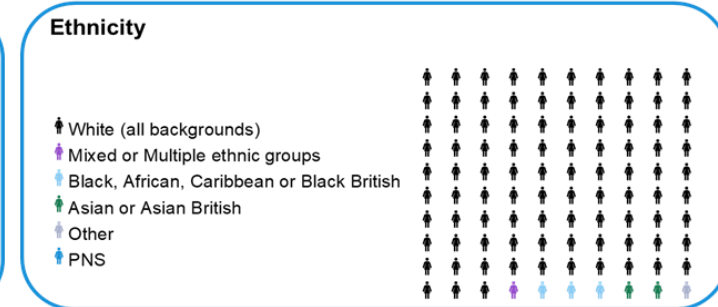 Ethnicity
White (all backgrounds)
Mixed or Multiple ethnic groups
Black, African, Caribbean or Black British
Asian or Asian British
Other
PNS